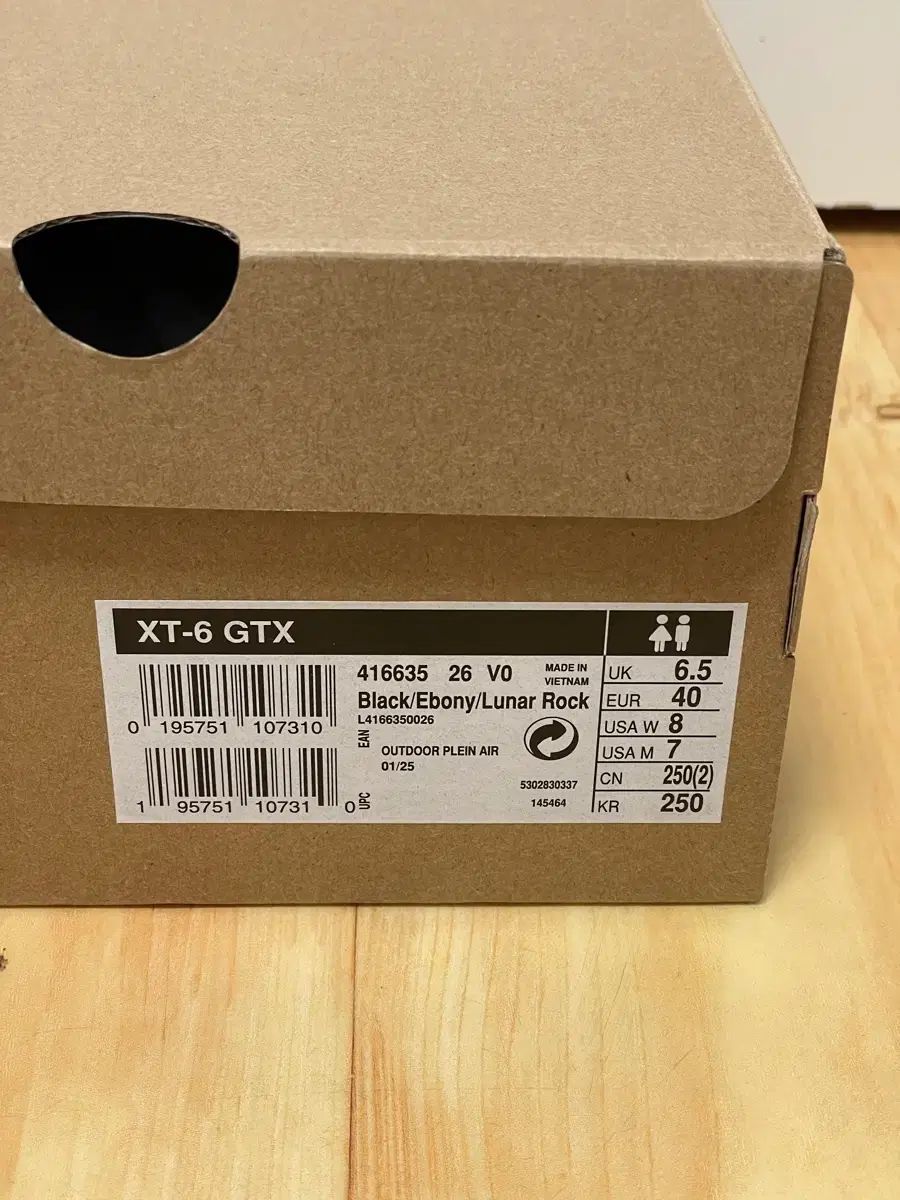 XT-6 GTX
416635 26 V0
MADE IN
VIETNAM
Black/Ebony/Lunar Rock
L4166350026
0 195751 107310
EAN
OUTDOOR PLEIN AIR
01/25
5302830337
145464
1 95751 10731 0
UPC
UK 6.5
EUR 40
USA W 8
USA M 7
CN 250(2)
KR 250